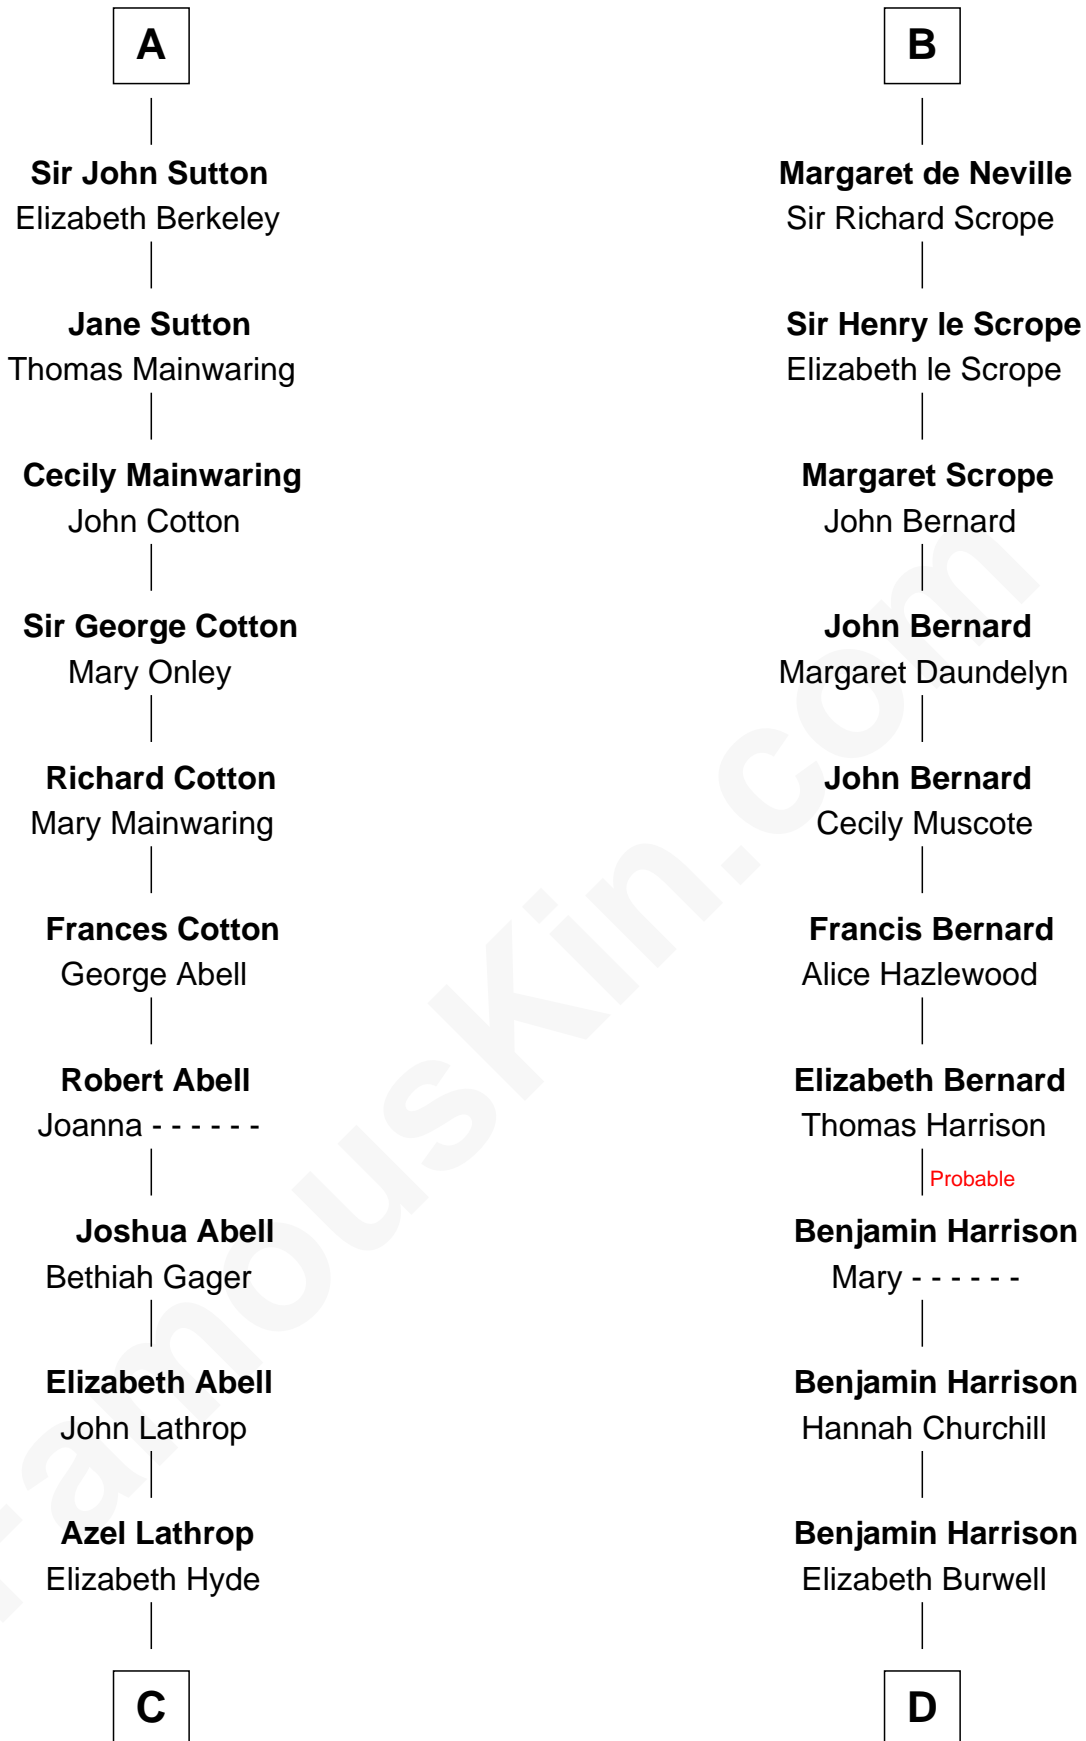 A
Sir John Sutton
Elizabeth Berkeley
Jane Sutton
Thomas Mainwaring
Cecily Mainwaring
John Cotton
Sir George Cotton
Mary Onley
Richard Cotton
Mary Mainwaring
Frances Cotton
George Abell
Robert Abell
Joanna - - - - - -
Joshua Abell
Bethiah Gager
Elizabeth Abell
John Lathrop
Azel Lathrop
Elizabeth Hyde
C
B
Margaret de Neville
Sir Richard Scrope
Sir Henry le Scrope
Elizabeth le Scrope
Margaret Scrope
John Bernard
John Bernard
Margaret Daundelyn
John Bernard
Cecily Muscote
Francis Bernard
Alice Hazlewood
Elizabeth Bernard
Thomas Harrison
Probable
Benjamin Harrison
Mary - - - - - -
Benjamin Harrison
Hannah Churchill
Benjamin Harrison
Elizabeth Burwell
D
FamousKin.com